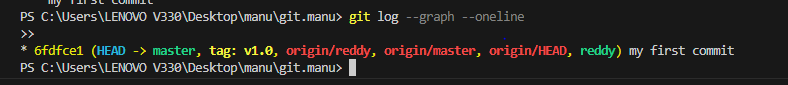 my first commit
PS C:\Users\LENOVO V330\Desktop\manu\git.manu> git log --graph --oneline
>>
* 6fdfce1 (HEAD -> master, tag: v1.0, origin/reddy, origin/master, origin/HEAD, reddy) my first commit
PS C:\Users\LENOVO V330\Desktop\manu\git.manu>